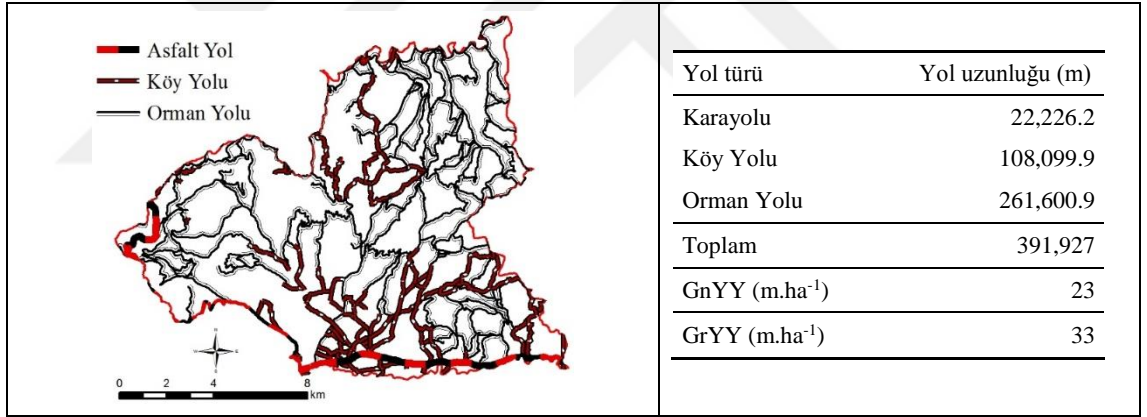 Asfalt Yol
Köy Yolu
Orman Yolu
N
W E
S
0 2 4 8
km
Yol türü Yol uzunluğu (m)
Karayolu 22,226.2
Köy Yolu 108,099.9
Orman Yolu 261,600.9
Toplam 391,927
GnYY (m.ha⁻¹) 23
GrYY (m.ha⁻¹) 33